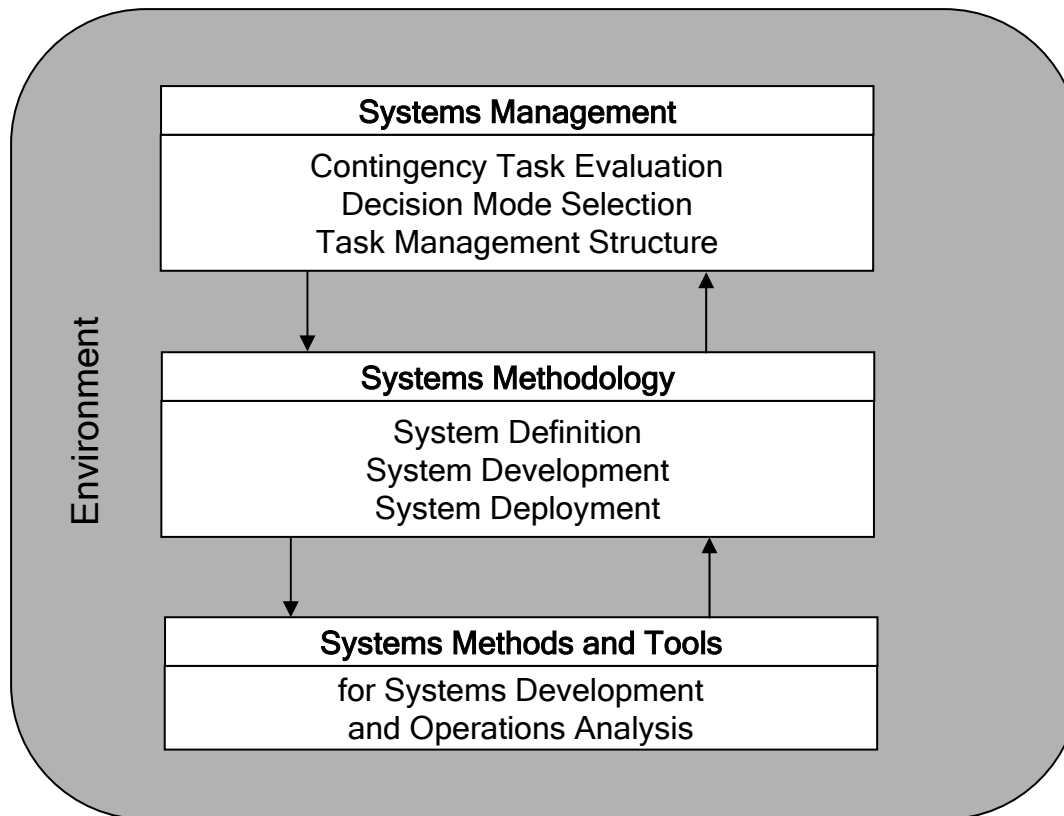 Systems Management
Contingency Task Evaluation
Decision Mode Selection
Task Management Structure
Environment
Systems Methodology
System Definition
System Development
System Deployment
Systems Methods and Tools
for Systems Development
and Operations Analysis